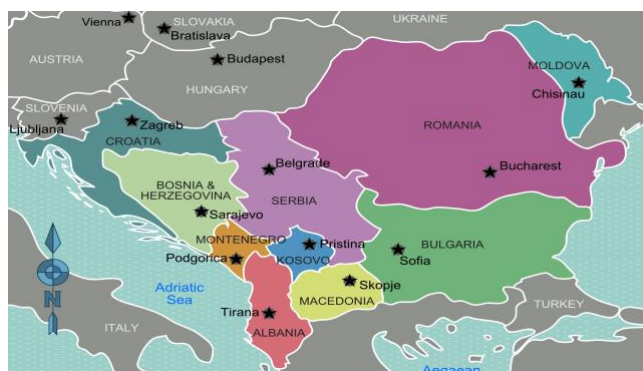 UKRAINE
Vienna
SLOVAKIA
Bratislava
AUSTRIA
Budapest
HUNGARY
MOLDOVA
Chisinau
SLOVENIA
Ljubljana
Zagreb
CROATIA
ROMANIA
Belgrade
Bucharest
BOSNIA &
HERZEGOVINA
SERBIA
Sarajevo
MONTENEGRO
Pristina
BULGARIA
Podgorica
KOSOVO
Sofia
Adriatic
Sea
Skopje
MACEDONIA
TURKEY
N
Tirana
ITALY
ALBANIA
Aegaean